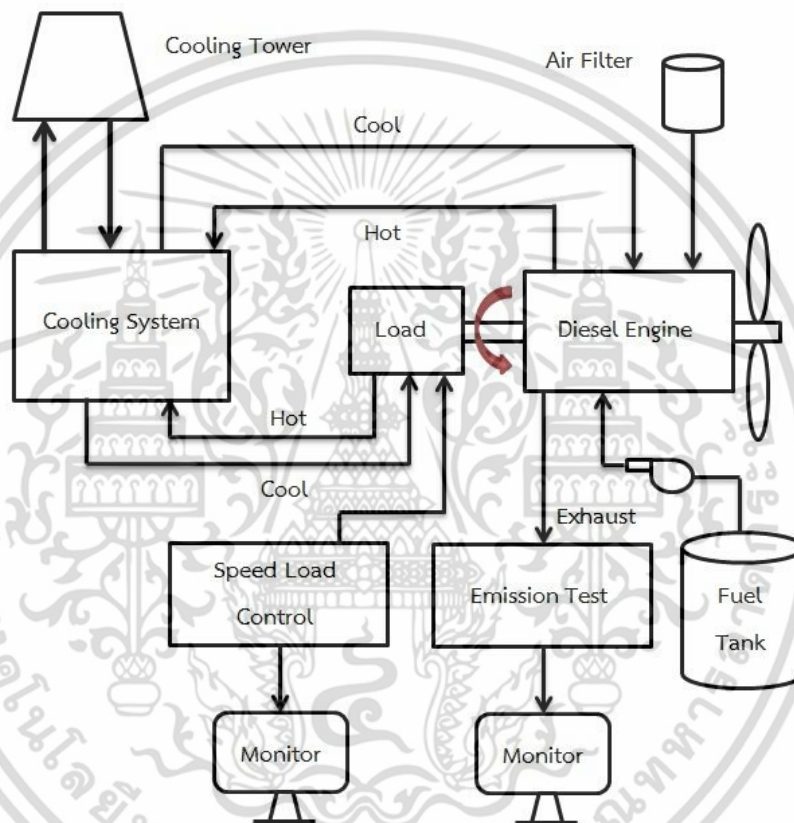 Cooling Tower
Air Filter
Cool
Hot
Cooling System
Load
Diesel Engine
Hot
Cool
Exhaust
Speed Load
Control
Emission Test
Fuel
Tank
Monitor
Monitor